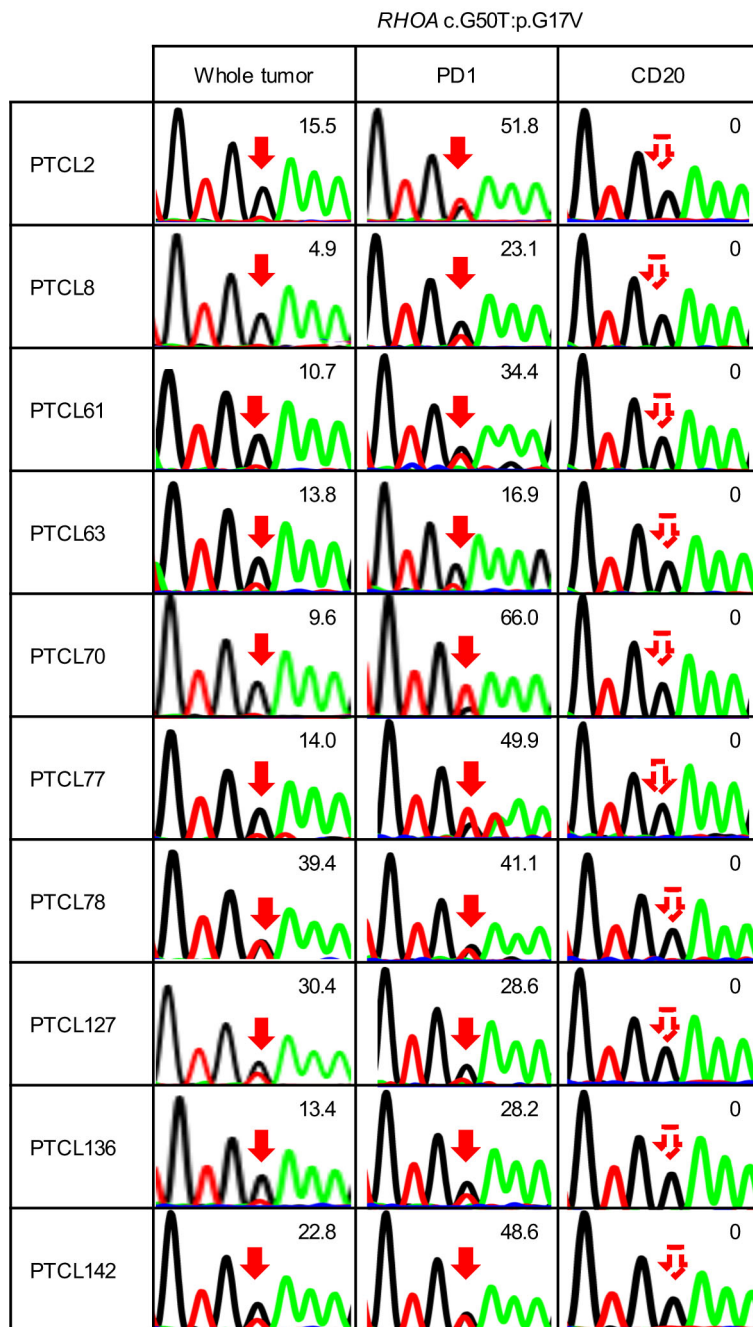 RHOA c.G50T:p.G17V
Whole tumor PD1 CD20
PTCL2 15.5 51.8 0
PTCL8 4.9 23.1 0
PTCL61 10.7 34.4 0
PTCL63 13.8 16.9 0
PTCL70 9.6 66.0 0
PTCL77 14.0 49.9 0
PTCL78 39.4 41.1 0
PTCL127 30.4 28.6 0
PTCL136 13.4 28.2 0
PTCL142 22.8 48.6 0